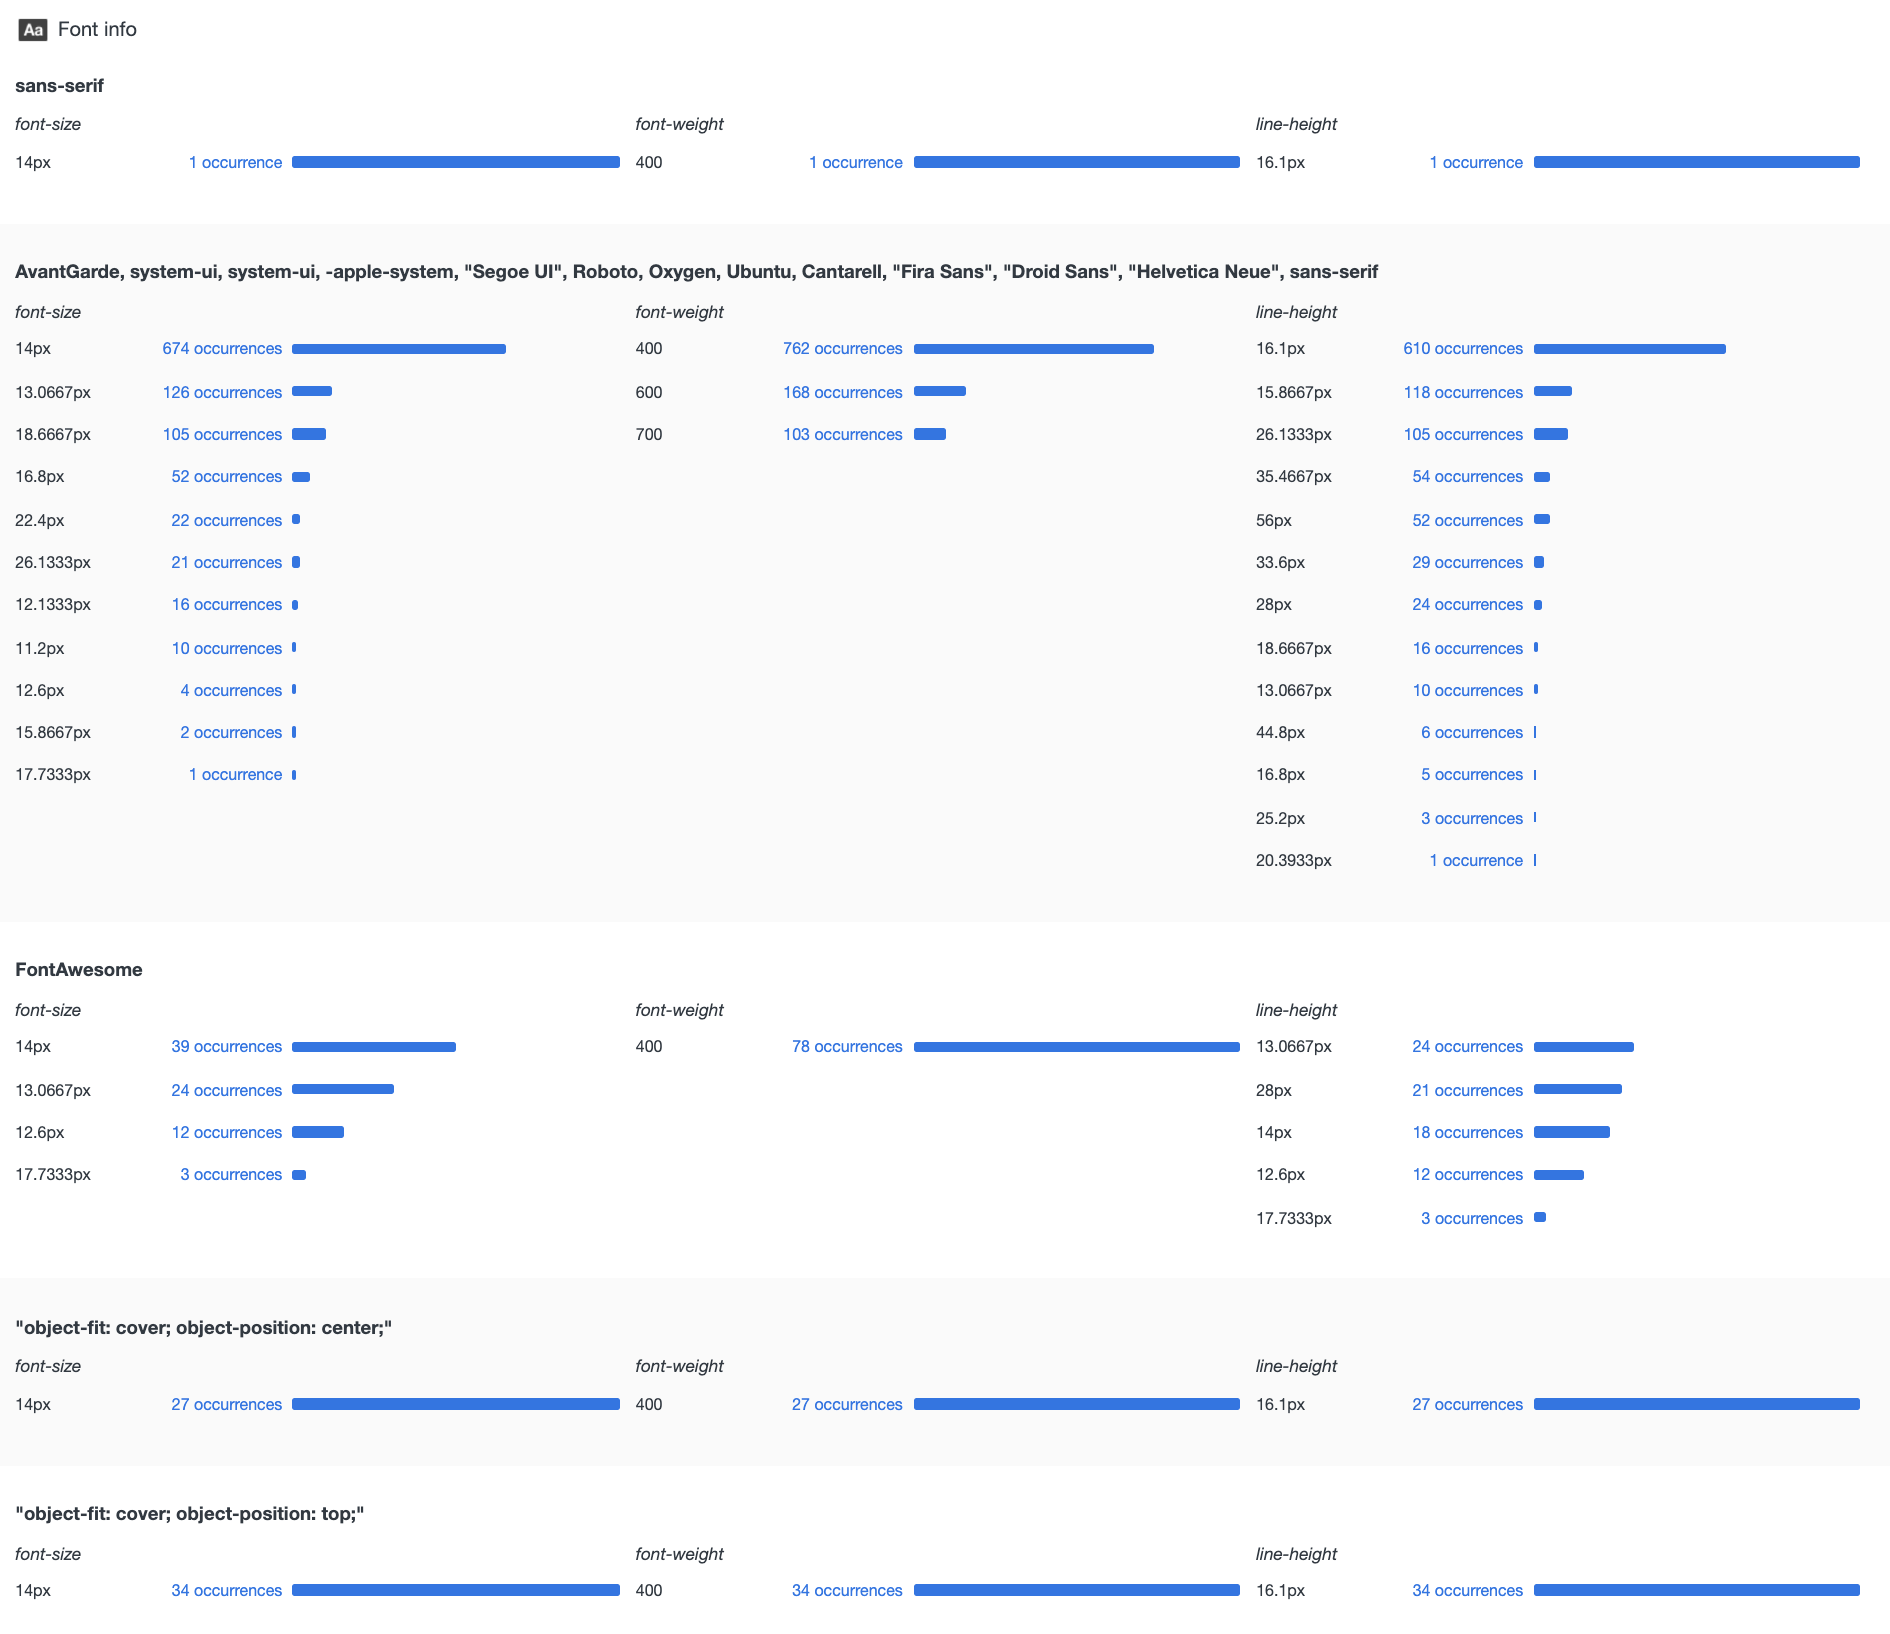 Aa Font info
sans-serif
font-size font-weight line-height
14px 1 occurrence 400 1 occurrence 16.1px 1 occurrence
AvantGarde, system-ui, system-ui, -apple-system, "Segoe UI", Roboto, Oxygen, Ubuntu, Cantarell, "Fira Sans", "Droid Sans", "Helvetica Neue", sans-serif
font-size font-weight line-height
14px 674 occurrences 400 762 occurrences 16.1px 610 occurrences
13.0667px 126 occurrences 600 168 occurrences 15.8667px 118 occurrences
18.6667px 105 occurrences 700 103 occurrences 26.1333px 105 occurrences
16.8px 52 occurrences 35.4667px 54 occurrences
22.4px 22 occurrences 56px 52 occurrences
26.1333px 21 occurrences 33.6px 29 occurrences
12.1333px 16 occurrences 28px 24 occurrences
11.2px 10 occurrences 18.6667px 16 occurrences
12.6px 4 occurrences 13.0667px 10 occurrences
15.8667px 2 occurrences 44.8px 6 occurrences
17.7333px 1 occurrence 16.8px 5 occurrences
25.2px 3 occurrences
20.3933px 1 occurrence
FontAwesome
font-size font-weight line-height
14px 39 occurrences 400 78 occurrences 13.0667px 24 occurrences
13.0667px 24 occurrences 28px 21 occurrences
12.6px 12 occurrences 14px 18 occurrences
17.7333px 3 occurrences 12.6px 12 occurrences
17.7333px 3 occurrences
"object-fit: cover; object-position: center;"
font-size font-weight line-height
14px 27 occurrences 400 27 occurrences 16.1px 27 occurrences
"object-fit: cover; object-position: top;"
font-size font-weight line-height
14px 34 occurrences 400 34 occurrences 16.1px 34 occurrences